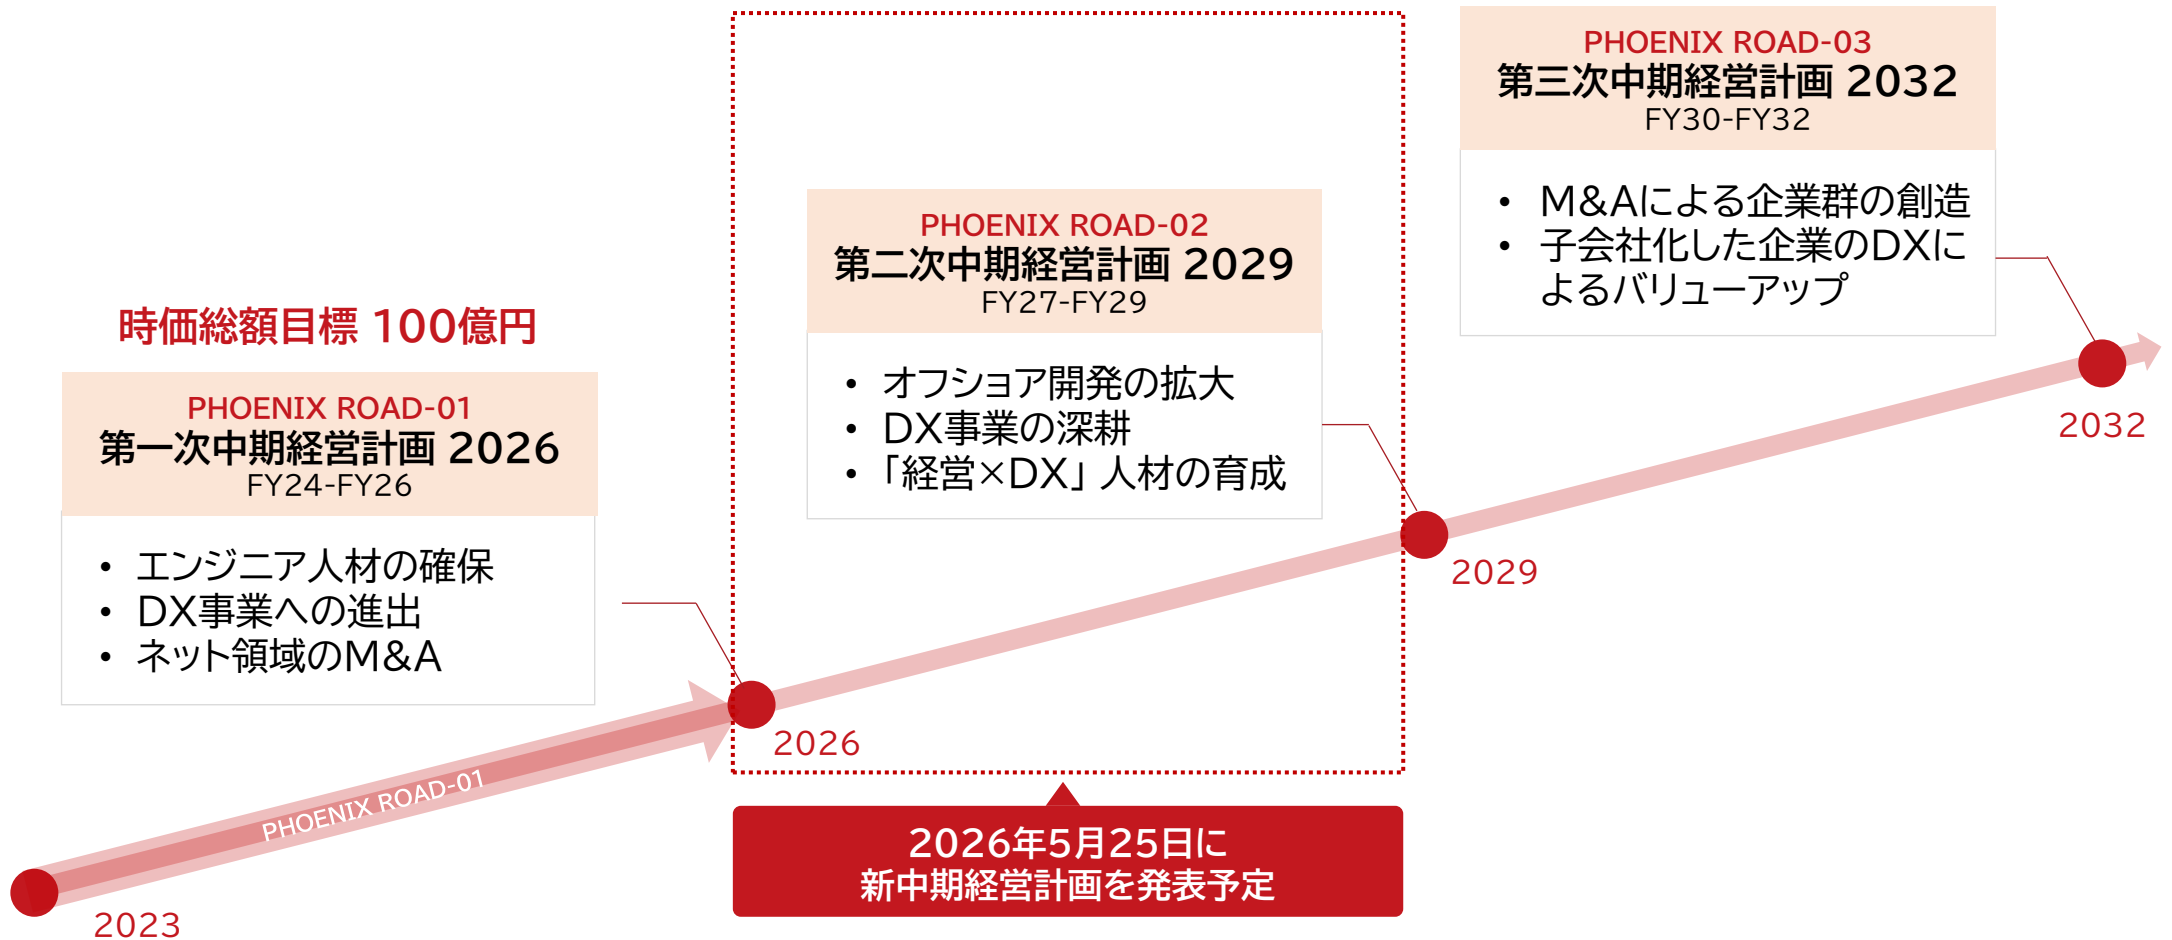 時価総額目標 100億円
PHOENIX ROAD-01
第一次中期経営計画 2026
FY24-FY26
• エンジニア人材の確保
• DX事業への進出
• ネット領域のM&A
PHOENIX ROAD-01
2023
2026
PHOENIX ROAD-02
第二次中期経営計画 2029
FY27-FY29
• オフショア開発の拡大
• DX事業の深耕
• 「経営×DX」 人材の育成
2029
2026年5月25日に
新中期経営計画を発表予定
PHOENIX ROAD-03
第三次中期経営計画 2032
FY30-FY32
• M&Aによる企業群の創造
• 子会社化した企業のDXに
よるバリューアップ
2032